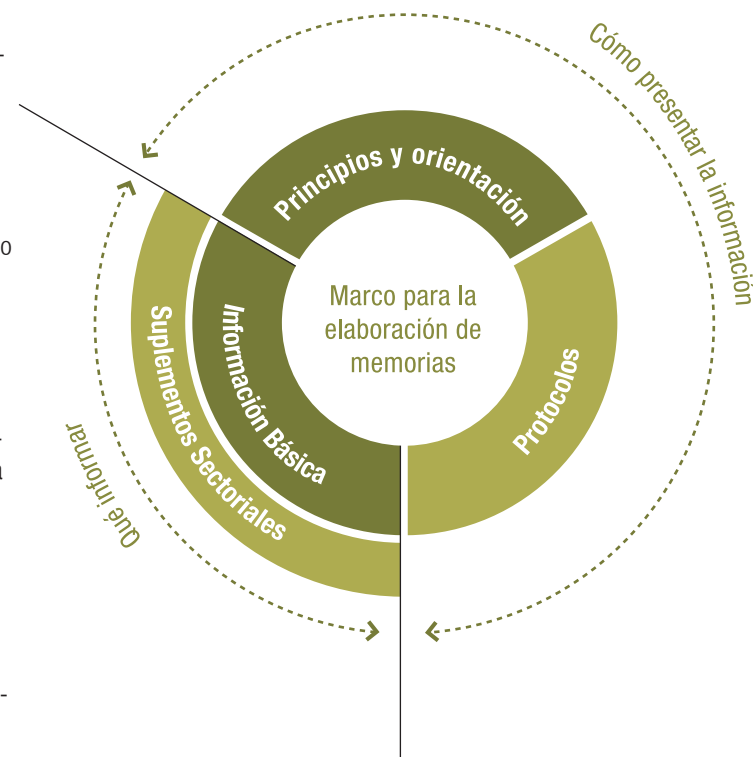 Cómo presentar la información
Principios y orientación
Marco para la
elaboración de
memorias
Protocolos
Información Básica
Suplementos Sectoriales
Qué informar
-
o
-
-